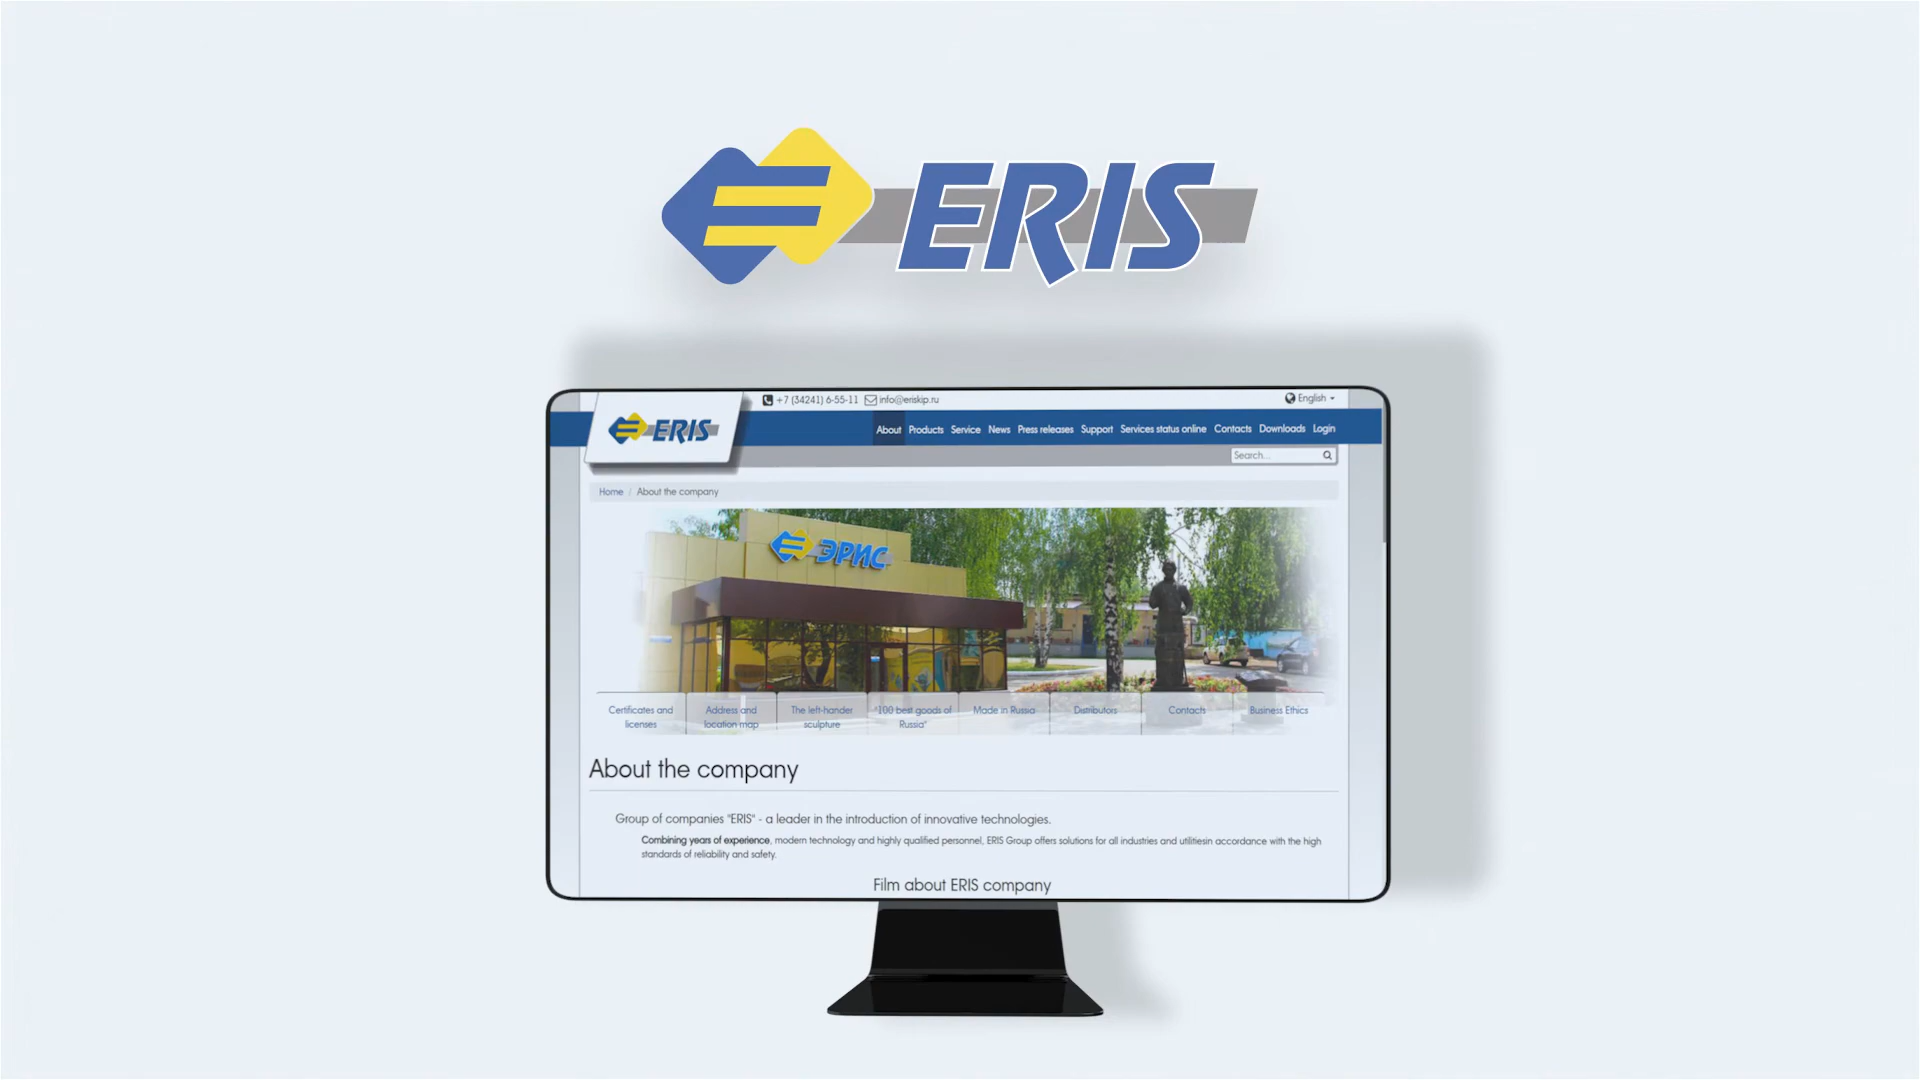 ERIS
+7 (34241) 6-55-11 info@eriskip.ru English
ERIS
About Products Service News Press releases Support Services status online Contacts Downloads Login
Search...
Home / About the company
ЭРИС
Certificates and licenses
Address and location map
The left-hander sculpture
"100 best goods of Russia"
Made in Russia
Distributors
Contacts
Business Ethics
About the company
Group of companies "ERIS" - a leader in the introduction of innovative technologies.
Combining years of experience, modern technology and highly qualified personnel, ERIS Group offers solutions for all industries and utilitiesin accordance with the high
standards of reliability and safety.
Film about ERIS company